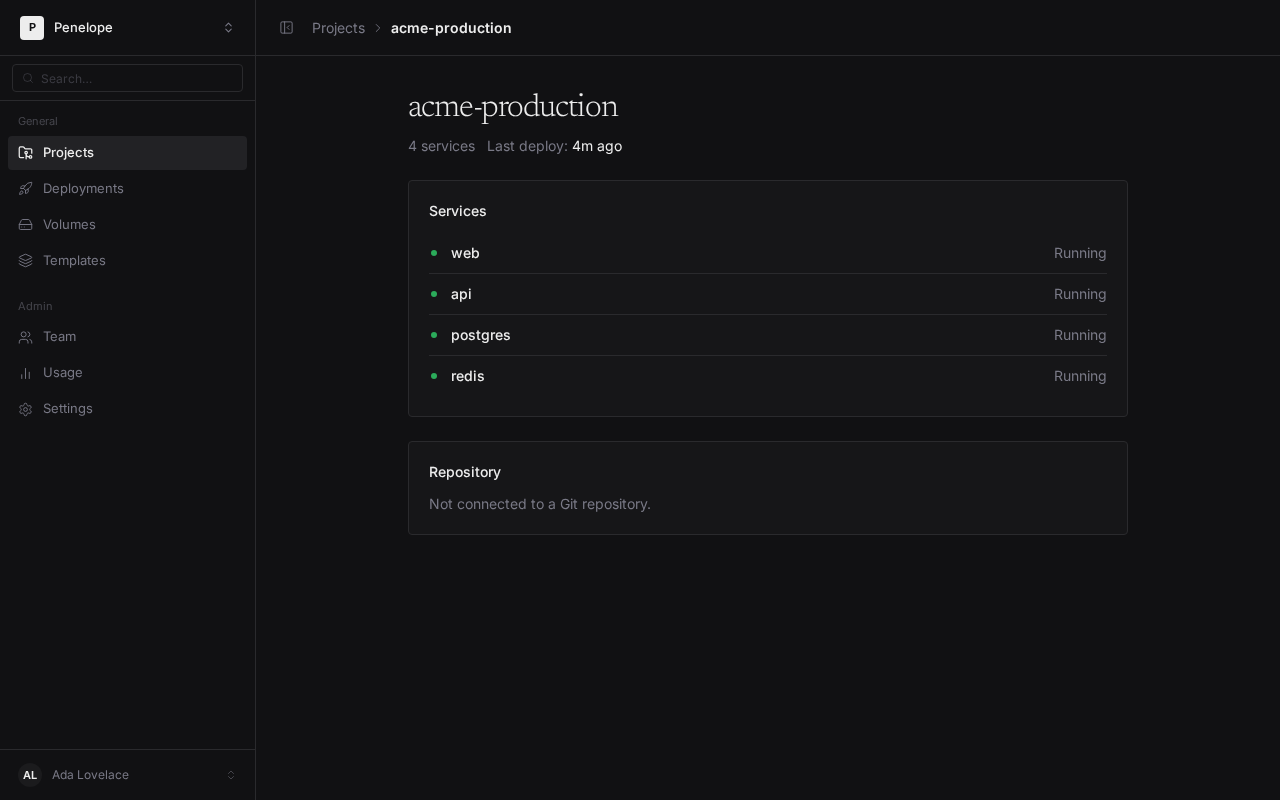 P Penelope
Search...
General
Projects
Deployments
Volumes
Templates
Admin
Team
Usage
Settings
AL Ada Lovelace
Projects acme-production
acme-production
4 services Last deploy: 4m ago
Services
web Running
api Running
postgres Running
redis Running
Repository
Not connected to a Git repository.